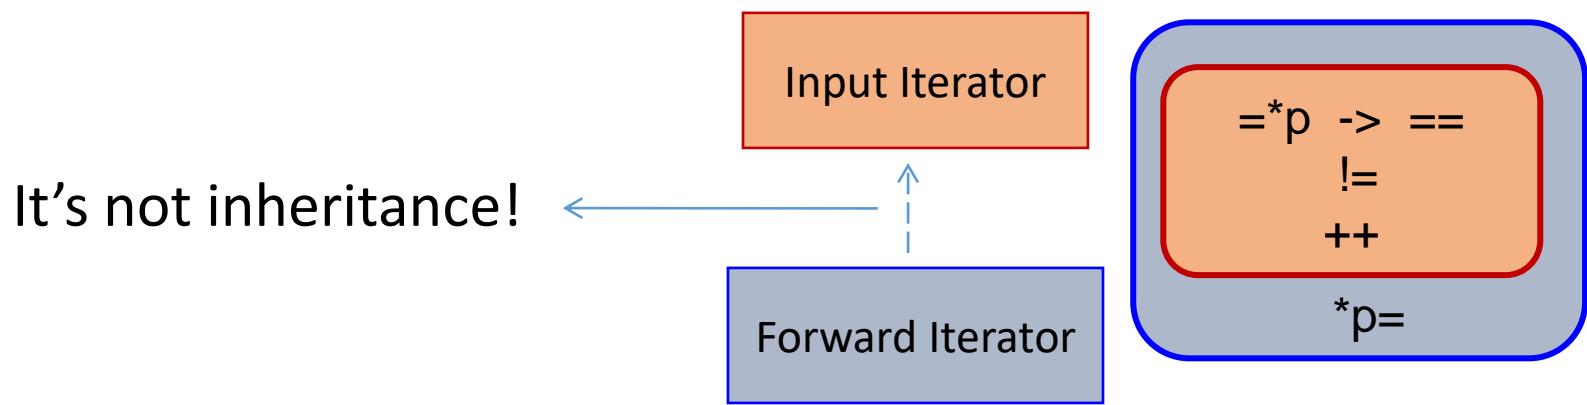 It’s not inheritance!
Input Iterator
Forward Iterator
=*p -> ==
!=
++
*p=